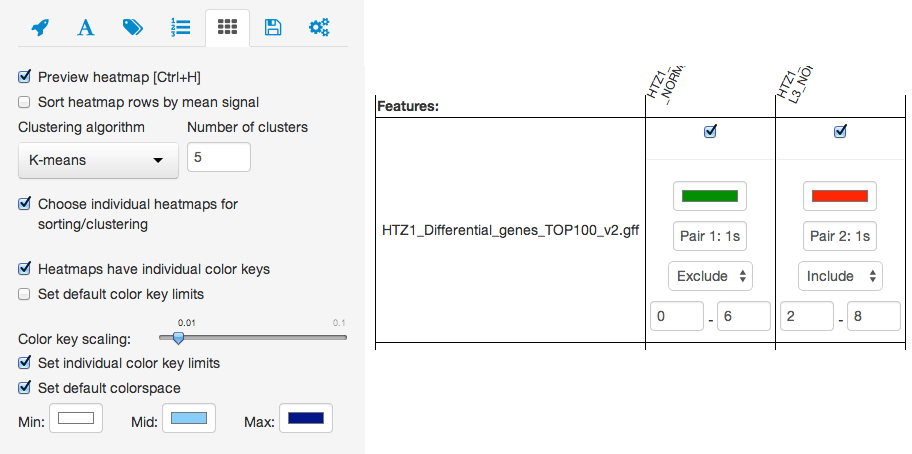 A
1
2
3
Preview heatmap [Ctrl+H]
Sort heatmap rows by mean signal
Clustering algorithm
Number of clusters
K-means
5
Choose individual heatmaps for
sorting/clustering
Heatmaps have individual color keys
Set default color key limits
0.01
0.1
Color key scaling:
Set individual color key limits
Set default colorspace
Min:
Mid:
Max:
HTZ1_
_NORM
HTZ1_
L3_NO
Features:
HTZ1_Differential_genes_TOP100_v2.gff
Pair 1: 1s
Pair 2: 1s
Exclude
Include
0 - 6
2 - 8